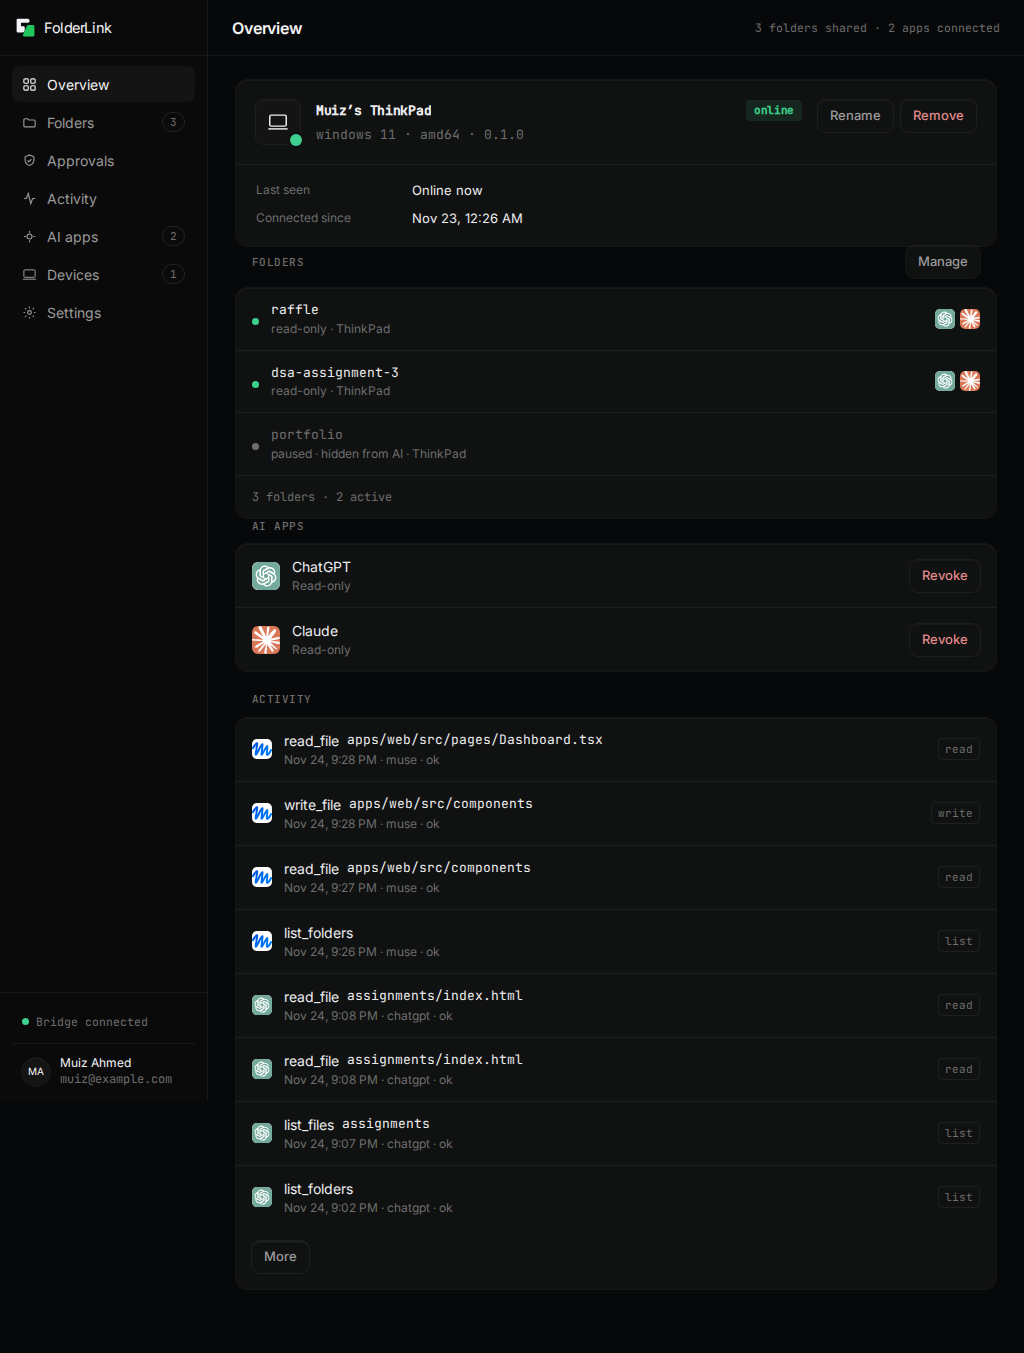 FolderLink
Overview
3 folders shared · 2 apps connected
Overview
Folders
3
Approvals
Activity
AI apps
2
Devices
1
Settings
Bridge connected
MA
Muiz Ahmed
muiz@example.com
Muiz’s ThinkPad
windows 11 · amd64 · 0.1.0
online
Rename
Remove
Last seen
Online now
Connected since
Nov 23, 12:26 AM
FOLDERS
Manage
raffle
read-only · ThinkPad
dsa-assignment-3
read-only · ThinkPad
portfolio
paused · hidden from AI · ThinkPad
3 folders · 2 active
AI APPS
ChatGPT
Read-only
Revoke
Claude
Read-only
Revoke
ACTIVITY
read_file apps/web/src/pages/Dashboard.tsx
Nov 24, 9:28 PM · muse · ok
read
write_file apps/web/src/components
Nov 24, 9:28 PM · muse · ok
write
read_file apps/web/src/components
Nov 24, 9:27 PM · muse · ok
read
list_folders
Nov 24, 9:26 PM · muse · ok
list
read_file assignments/index.html
Nov 24, 9:08 PM · chatgpt · ok
read
read_file assignments/index.html
Nov 24, 9:08 PM · chatgpt · ok
read
list_files assignments
Nov 24, 9:07 PM · chatgpt · ok
list
list_folders
Nov 24, 9:02 PM · chatgpt · ok
list
More